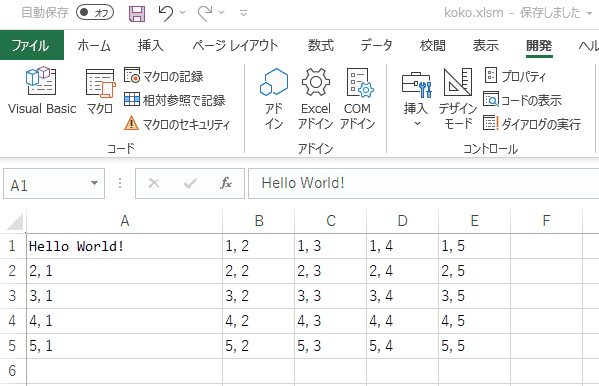 自動保存 オフ koko.xlsm - 保存しました
ファイル ホーム 挿入 ページ レイアウト 数式 データ 校閲 表示 開発 ヘル
Visual Basic マクロ マクロの記録 相対参照で記録 マクロのセキュリティ
アド イン Excel アドイン COM アドイン
挿入 デザイン モード プロパティ コードの表示 ダイアログの実行
コード アドイン コントロール
A1 fx Hello World!
A B C D E F
1 Hello World! 1, 2 1, 3 1, 4 1, 5
2 2, 1 2, 2 2, 3 2, 4 2, 5
3 3, 1 3, 2 3, 3 3, 4 3, 5
4 4, 1 4, 2 4, 3 4, 4 4, 5
5 5, 1 5, 2 5, 3 5, 4 5, 5
6